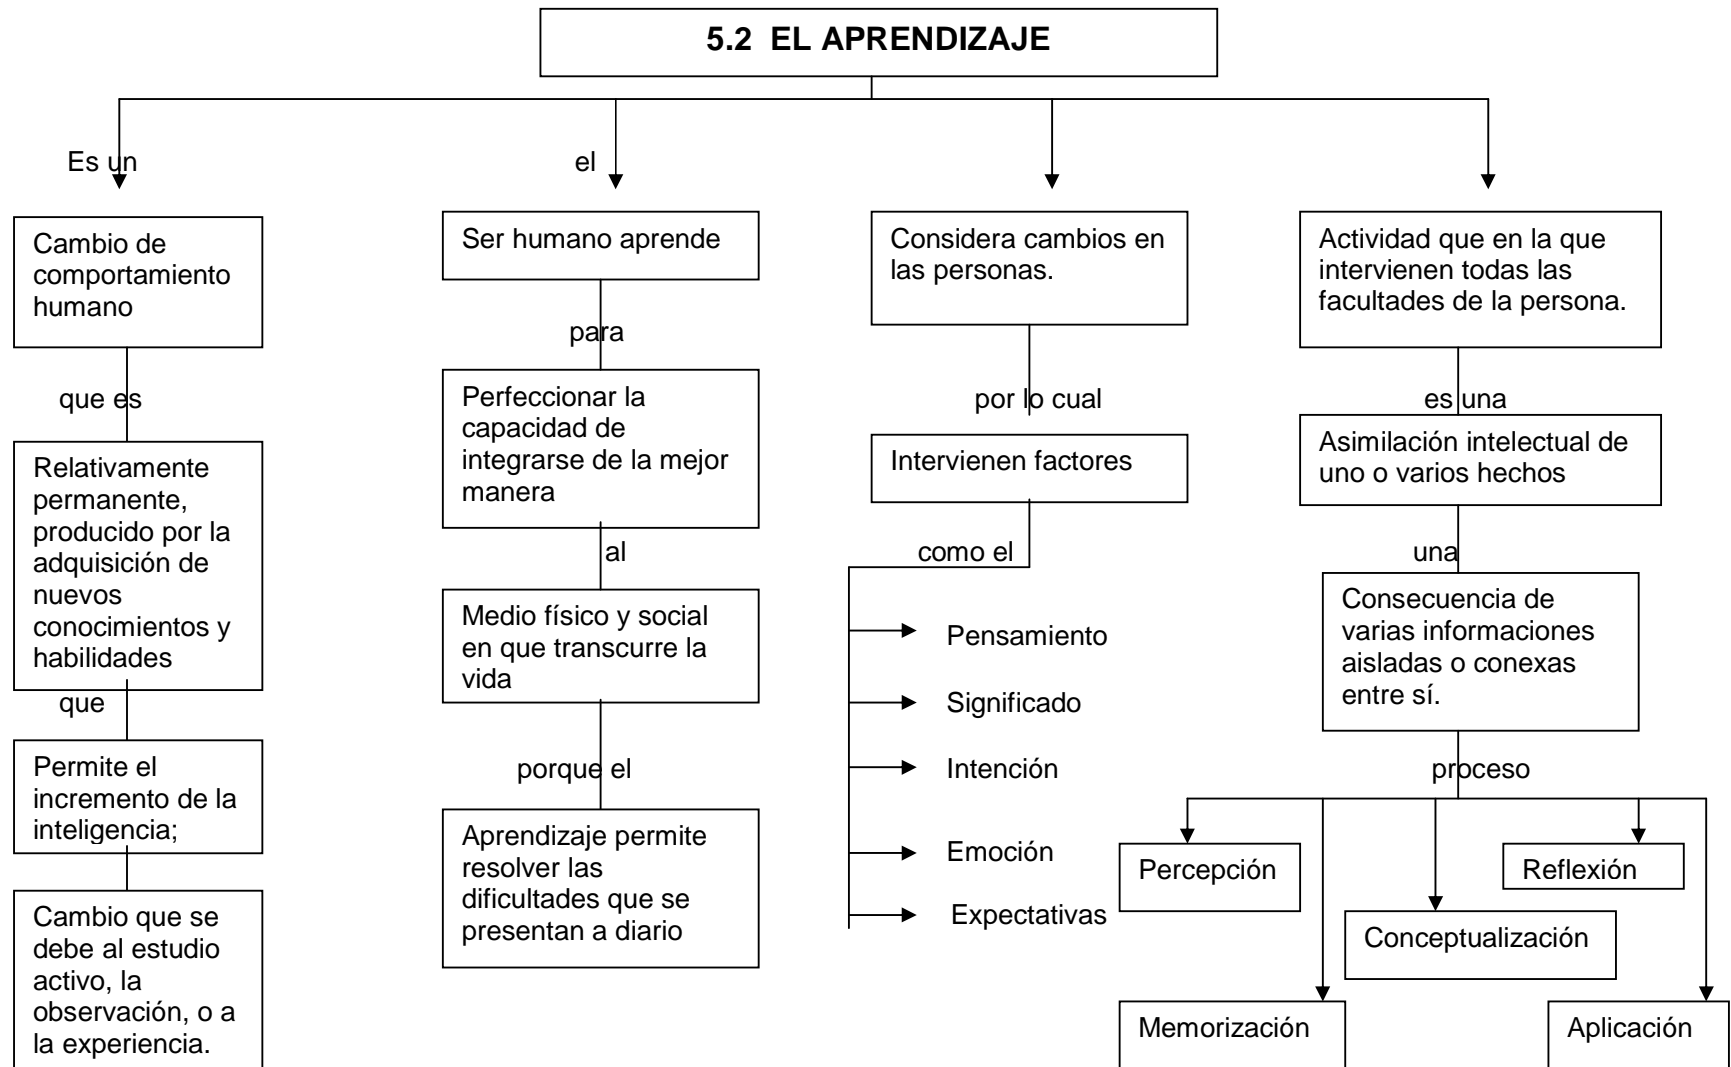 5.2 EL APRENDIZAJE
Es un
Cambio de
comportamiento
humano
que es
Relativamente
permanente,
producido por la
adquisición de
nuevos
conocimientos y
habilidades
que
Permite el
incremento de la
inteligencia;
Cambio que se
debe al estudio
activo, la
observación, o a
la experiencia.
el
Ser humano aprende
para
Perfeccionar la
capacidad de
integrarse de la mejor
manera
al
Medio físico y social
en que transcurre la
vida
porque el
Aprendizaje permite
resolver las
dificultades que se
presentan a diario
Considera cambios en
las personas.
por lo cual
Intervienen factores
como el
Pensamiento
Significado
Intención
Emoción
Expectativas
Actividad que en la que
intervienen todas las
facultades de la persona.
es una
Asimilación intelectual de
uno o varios hechos
una
Consecuencia de
varias informaciones
aisladas o conexas
entre sí.
proceso
Percepción
Reflexión
Conceptualización
Memorización
Aplicación